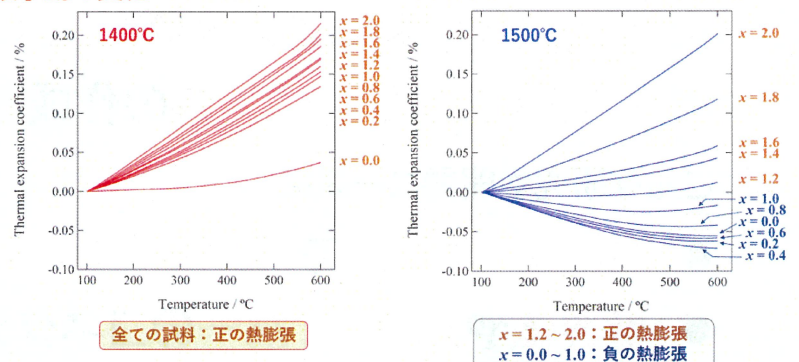 1400℃
Thermal expansion coefficient / %
0.20
0.15
0.10
0.05
0.00
-0.05
-0.10
100
200
300
400
500
600
Temperature / ºC
x = 2.0
x = 1.8
x = 1.6
x = 1.4
x = 1.2
x = 1.0
x = 0.8
x = 0.6
x = 0.4
x = 0.2
x = 0.0
全ての試料：正の熱膨張
1500℃
Thermal expansion coefficient / %
0.20
0.15
0.10
0.05
0.00
-0.05
-0.10
100
200
300
400
500
600
Temperature / ºC
x = 2.0
x = 1.8
x = 1.6
x = 1.4
x = 1.2
x = 1.0
x = 0.8
x = 0.0
x = 0.6
x = 0.2
x = 0.4
x = 1.2 ~ 2.0：正の熱膨張
x = 0.0 ~ 1.0：負の熱膨張